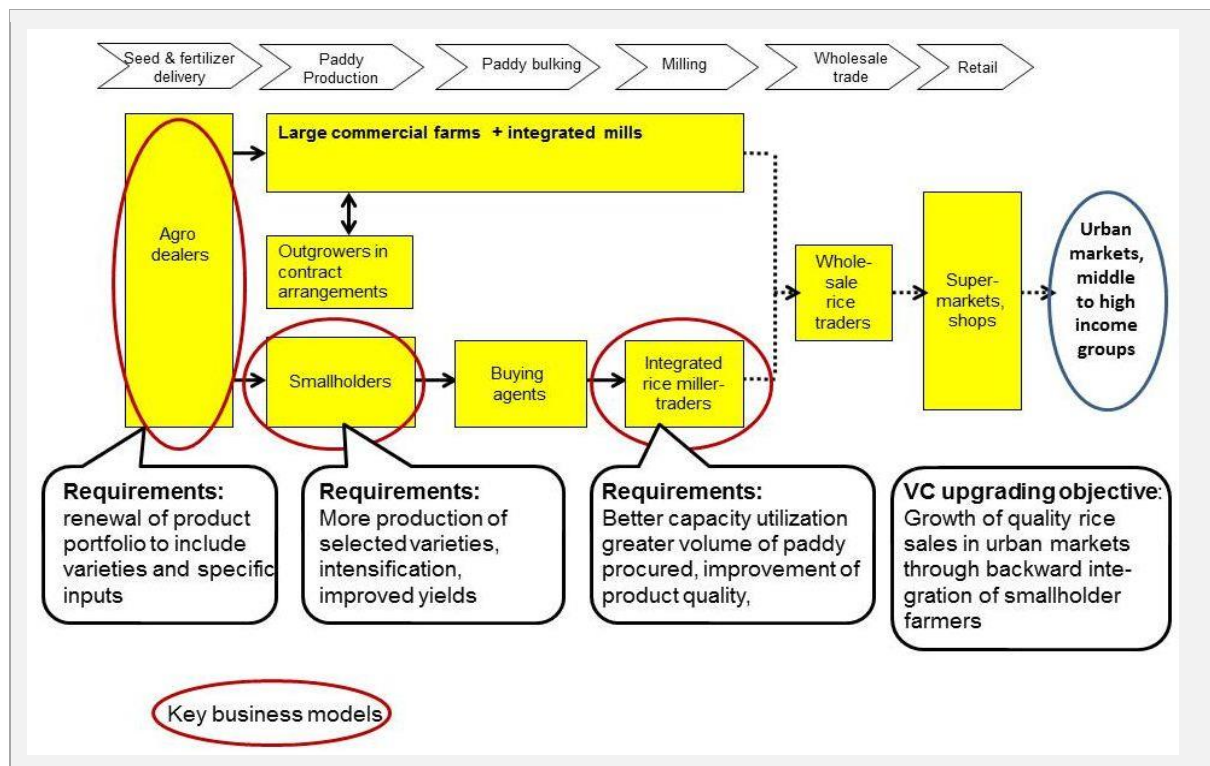 Seed & fertilizer
delivery
Paddy
Production
Paddy bulking
Milling
Wholesale
trade
Retail
Large commercial farms + integrated mills
Agro
dealers
Outgrowers in
contract
arrangements
Smallholders
Buying
agents
Integrated
rice miller-
traders
Whole-
sale
rice
traders
Super-
markets,
shops
Urban
markets,
middle
to high
income
groups
Requirements:
renewal of product
portfolio to include
varieties and specific
inputs
Requirements:
More production of
selected varieties,
intensification,
improved yields
Requirements:
Better capacity utilization
greater volume of paddy
procured, improvement of
product quality,
VC upgrading objective:
Growth of quality rice
sales in urban markets
through backward inte-
gration of smallholder
farmers
Key business models